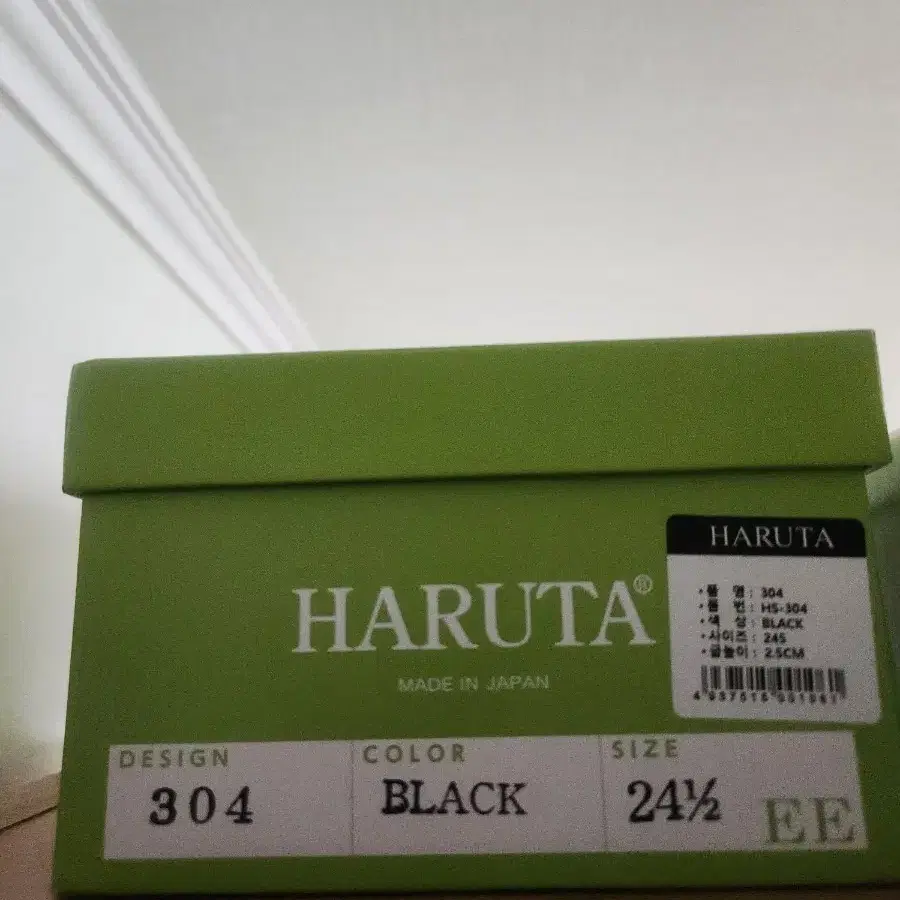 HARUTA®
MADE IN JAPAN
HARUTA
• 품 명 : 304
• 품 번 : HS-304
• 색 상 : BLACK
• 사이즈 : 245
• 굽높이 : 2.5CM
DESIGN
304
COLOR
BLACK
SIZE
24½
EE